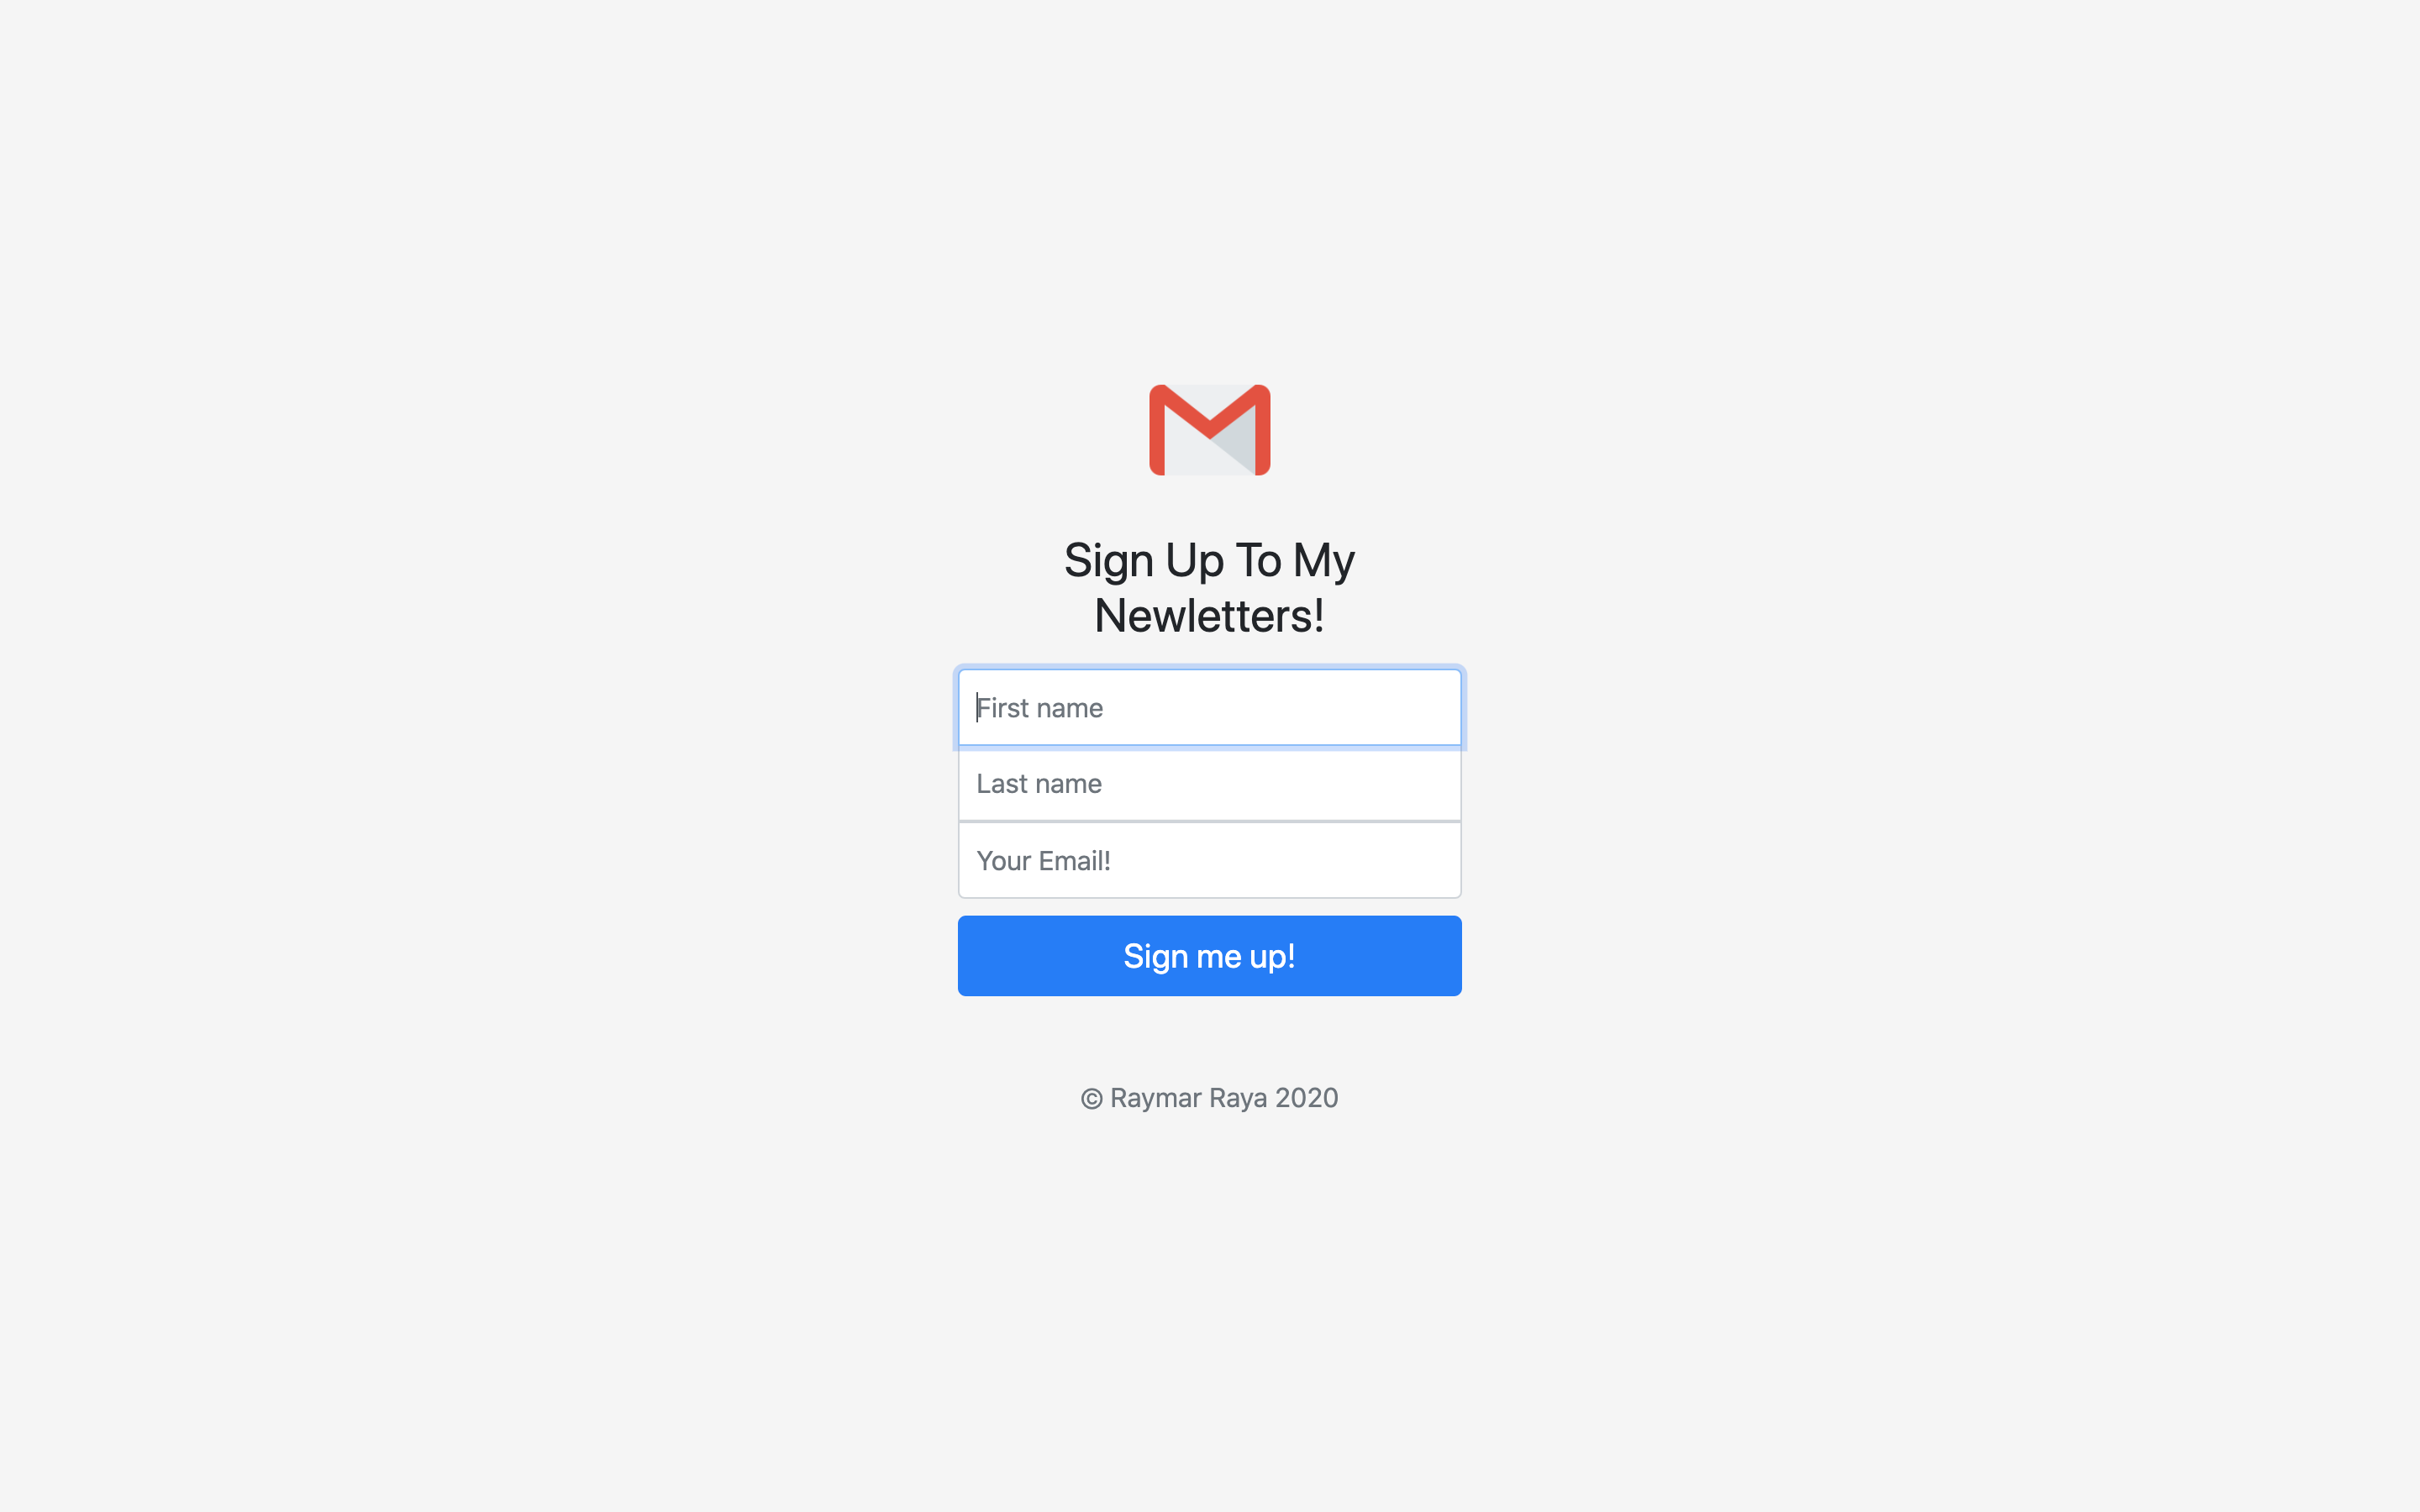 Sign Up To My
Newletters!
First name
Last name
Your Email!
Sign me up!
© Raymar Raya 2020